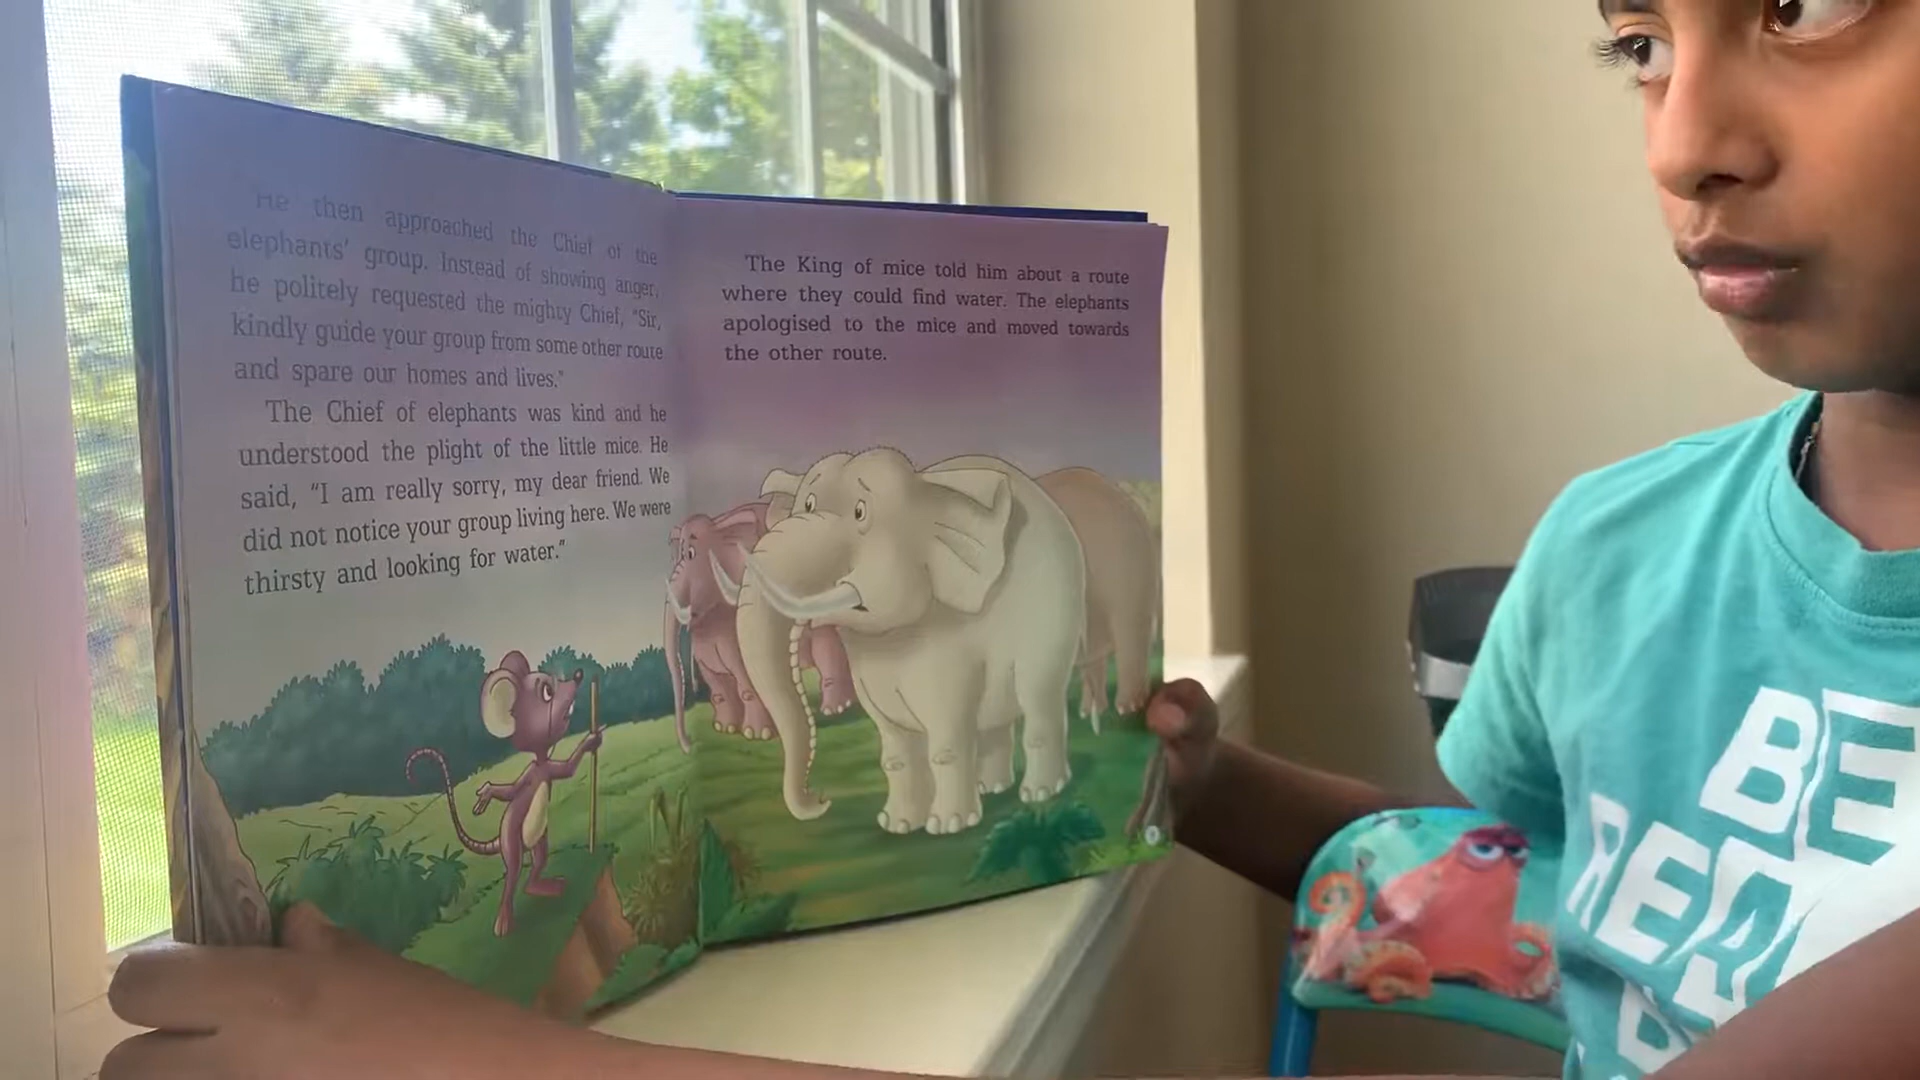 He then approached the Chief of the
elephants' group. Instead of showing anger,
he politely requested the mighty Chief, "Sir,
kindly guide your group from some other route
and spare our homes and lives."
The Chief of elephants was kind and he
understood the plight of the little mice. He
said, "I am really sorry, my dear friend. We
did not notice your group living here. We were
thirsty and looking for water."
The King of mice told him about a route
where they could find water. The elephants
apologised to the mice and moved towards
the other route.
BE
REAL